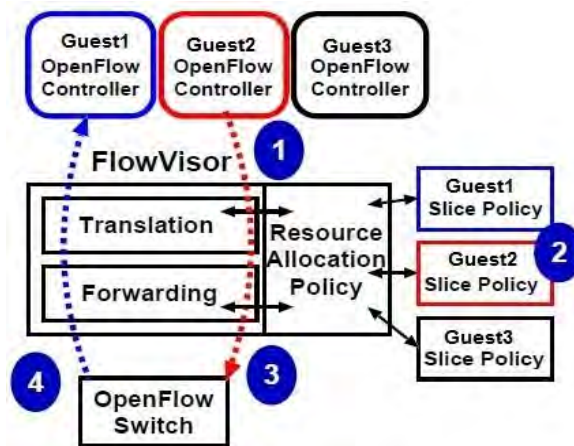 Guest1
OpenFlow
Controller
Guest2
OpenFlow
Controller
Guest3
OpenFlow
Controller
1
FlowVisor
Translation
Forwarding
Resource
Allocation
Policy
Guest1
Slice Policy
2
Guest2
Slice Policy
Guest3
Slice Policy
4
3
OpenFlow
Switch